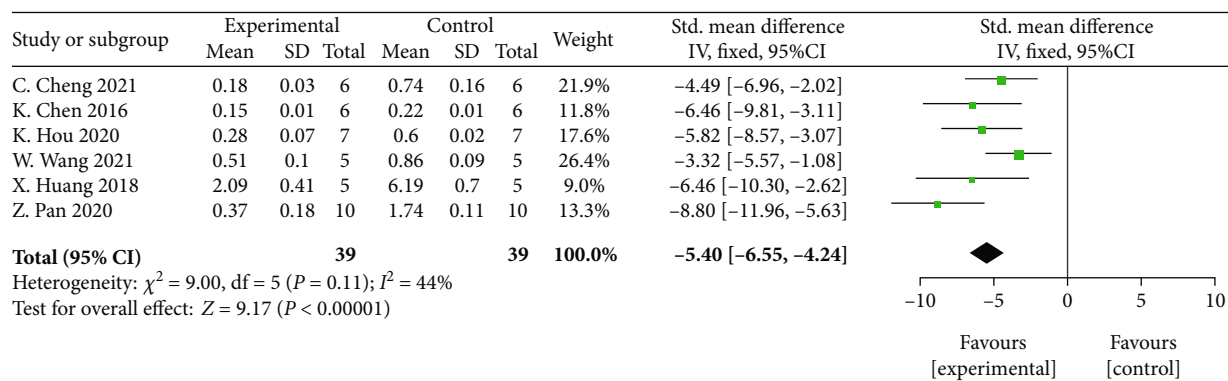 Study or subgroup Experimental Control Weight Std. mean difference Std. mean difference
Mean SD Total Mean SD Total IV, fixed, 95%CI IV, fixed, 95%CI
C. Cheng 2021 0.18 0.03 6 0.74 0.16 6 21.9% −4.49 [−6.96, −2.02]
K. Chen 2016 0.15 0.01 6 0.22 0.01 6 11.8% −6.46 [−9.81, −3.11]
K. Hou 2020 0.28 0.07 7 0.6 0.02 7 17.6% −5.82 [−8.57, −3.07]
W. Wang 2021 0.51 0.1 5 0.86 0.09 5 26.4% −3.32 [−5.57, −1.08]
X. Huang 2018 2.09 0.41 5 6.19 0.7 5 9.0% −6.46 [−10.30, −2.62]
Z. Pan 2020 0.37 0.18 10 1.74 0.11 10 13.3% −8.80 [−11.96, −5.63]
Total (95% CI) 39 39 100.0% −5.40 [−6.55, −4.24]
Heterogeneity: χ² = 9.00, df = 5 (P = 0.11); I² = 44%
Test for overall effect: Z = 9.17 (P < 0.00001)
−10 −5 0 5 10
Favours Favours
[experimental] [control]